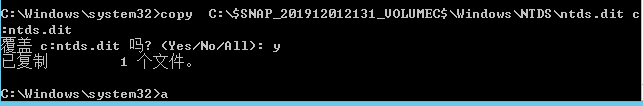 C:\Windows\system32>copy  C:\$SNAP_201912012131_VOLUMEC$\Windows\NTDS\ntds.dit c
:ntds.dit
覆盖 c:ntds.dit 吗? (Yes/No/All): y
已复制         1 个文件。
C:\Windows\system32>a